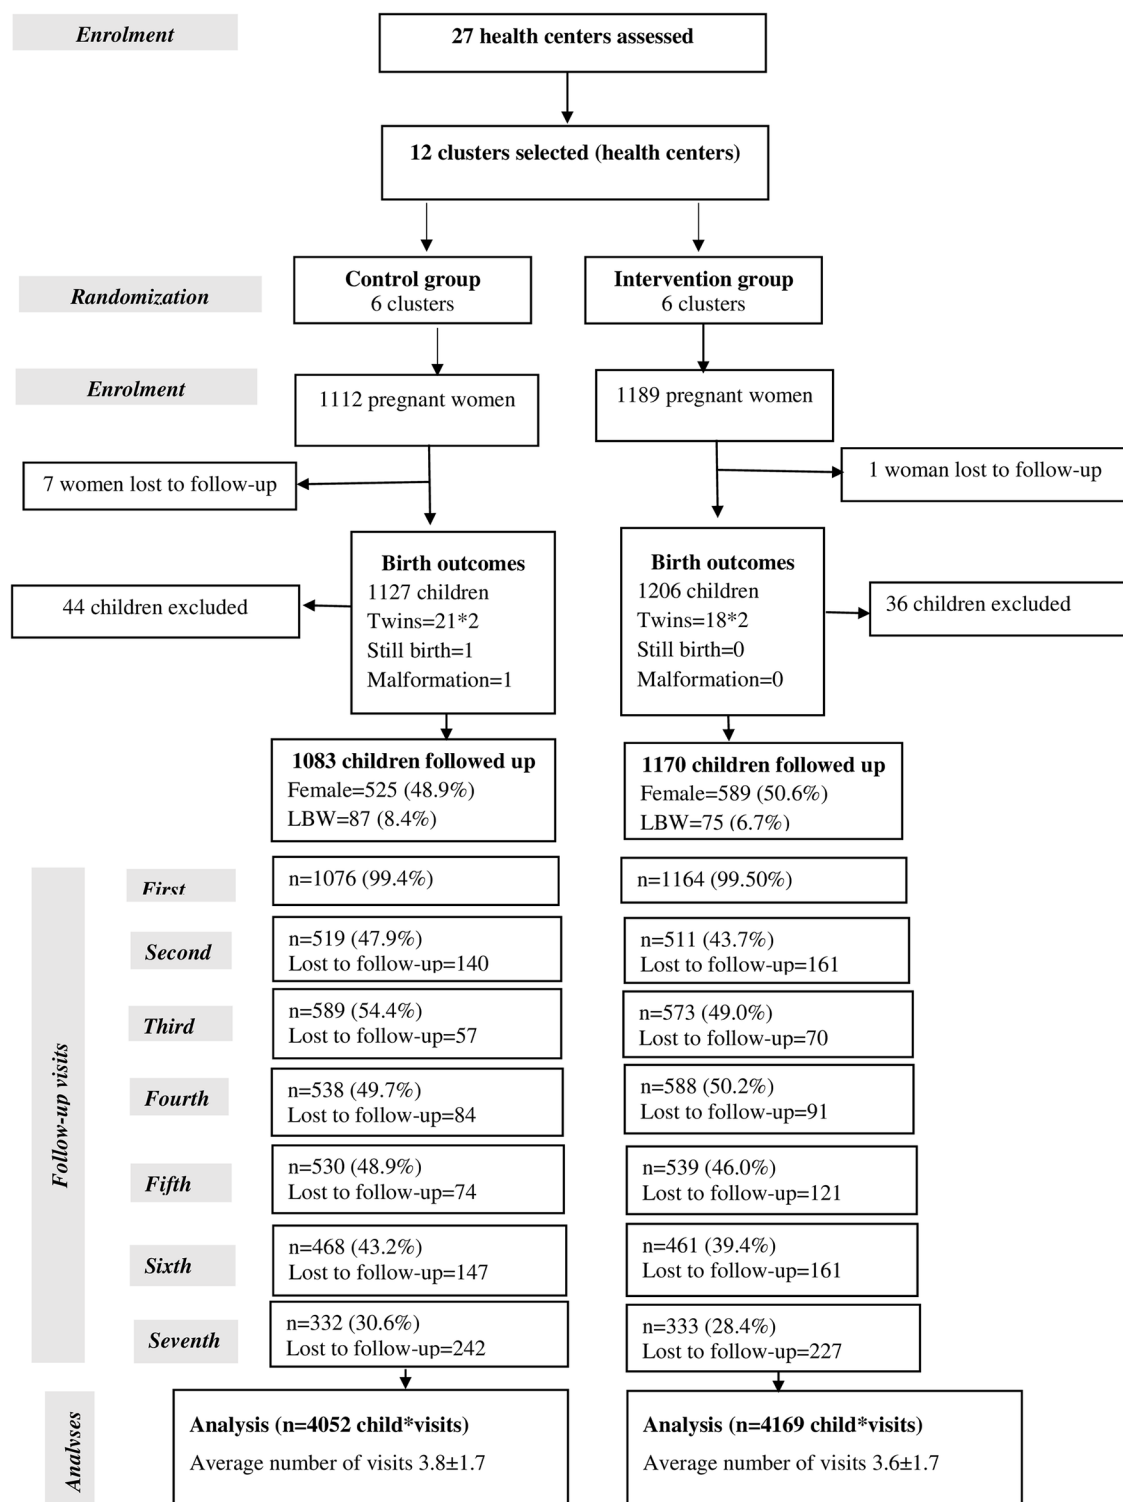 Enrolment
27 health centers assessed
12 clusters selected (health centers)
Randomization
Control group
6 clusters
Intervention group
6 clusters
Enrolment
1112 pregnant women
1189 pregnant women
7 women lost to follow-up
1 woman lost to follow-up
Birth outcomes
1127 children
Twins=21*2
Still birth=1
Malformation=1
Birth outcomes
1206 children
Twins=18*2
Still birth=0
Malformation=0
44 children excluded
36 children excluded
1083 children followed up
Female=525 (48.9%)
LBW=87 (8.4%)
1170 children followed up
Female=589 (50.6%)
LBW=75 (6.7%)
Follow-up visits
First
n=1076 (99.4%)
n=1164 (99.50%)
Second
n=519 (47.9%)
Lost to follow-up=140
n=511 (43.7%)
Lost to follow-up=161
Third
n=589 (54.4%)
Lost to follow-up=57
n=573 (49.0%)
Lost to follow-up=70
Fourth
n=538 (49.7%)
Lost to follow-up=84
n=588 (50.2%)
Lost to follow-up=91
Fifth
n=530 (48.9%)
Lost to follow-up=74
n=539 (46.0%)
Lost to follow-up=121
Sixth
n=468 (43.2%)
Lost to follow-up=147
n=461 (39.4%)
Lost to follow-up=161
Seventh
n=332 (30.6%)
Lost to follow-up=242
n=333 (28.4%)
Lost to follow-up=227
Analyses
Analysis (n=4052 child*visits)
Average number of visits 3.8±1.7
Analysis (n=4169 child*visits)
Average number of visits 3.6±1.7